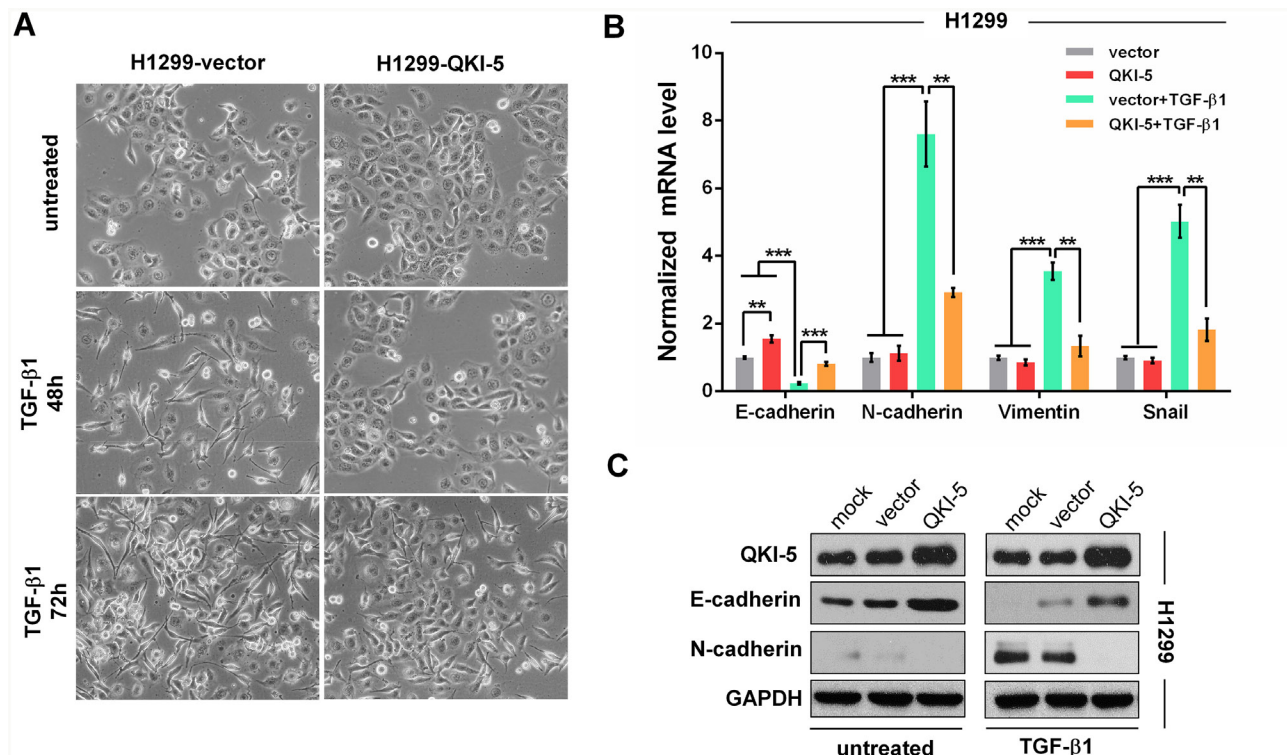 A
H1299-vector
H1299-QKI-5
untreated
TGF-β1
48h
TGF-β1
72h
B
H1299
Normalized mRNA level
10
8
6
4
2
0
vector
QKI-5
vector+TGF-β1
QKI-5+TGF-β1
***
**
***
***
**
***
**
***
**
E-cadherin
N-cadherin
Vimentin
Snail
C
mock
vector
QKI-5
mock
vector
QKI-5
QKI-5
E-cadherin
N-cadherin
GAPDH
H1299
untreated
TGF-β1